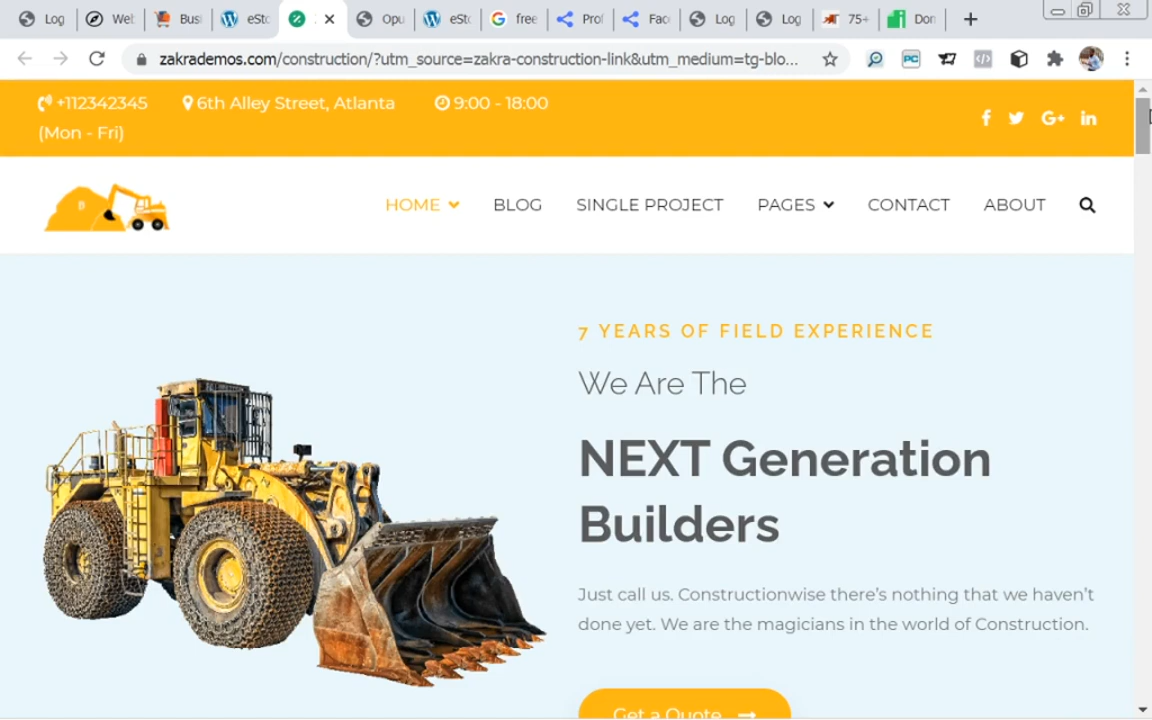 Log
Web
Busi
eSto
Opu
eSto
free
Prof
Face
Log
Log
75+
Don
zakrademos.com/construction/?utm_source=zakra-construction-link&utm_medium=tg-blo...
PC
+112342345
6th Alley Street, Atlanta
9:00 - 18:00
(Mon - Fri)
HOME
BLOG
SINGLE PROJECT
PAGES
CONTACT
ABOUT
7 YEARS OF FIELD EXPERIENCE
We Are The
NEXT Generation
Builders
Just call us. Constructionwise there's nothing that we haven't
done yet. We are the magicians in the world of Construction.
Get a Quote